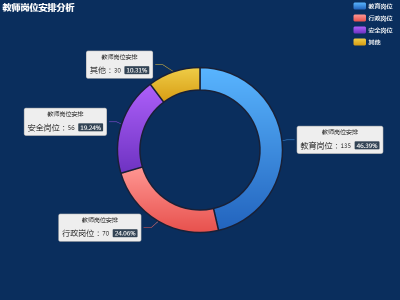 教师岗位安排分析
教育岗位
行政岗位
安全岗位
其他
教师岗位安排
其他：30 10.31%
教师岗位安排
安全岗位：56 19.24%
教师岗位安排
教育岗位：135 46.39%
教师岗位安排
行政岗位：70 24.06%